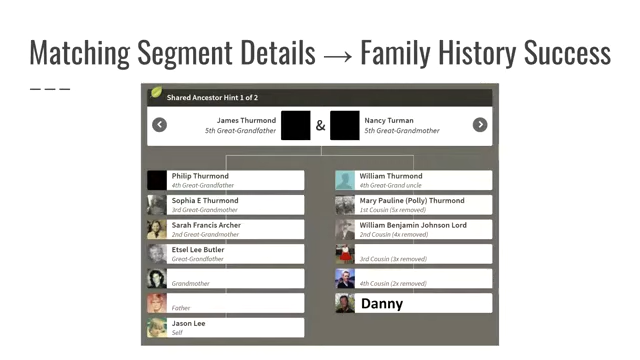 Matching Segment Details → Family History Success
Shared Ancestor Hint 1 of 2
James Thurmond
5th Great-Grandfather
&
Nancy Turman
5th Great-Grandmother
Philip Thurmond
4th Great-Grandfather
Sophia E Thurmond
3rd Great-Grandmother
Sarah Francis Archer
2nd Great-Grandmother
Etsel Lee Butler
Great-Grandfather
Grandmother
Father
Jason Lee
Self
William Thurmond
4th Great-Grand uncle
Mary Pauline (Polly) Thurmond
1st Cousin (5x removed)
William Benjamin Johnson Lord
2nd Cousin (4x removed)
3rd Cousin (3x removed)
4th Cousin (2x removed)
Danny